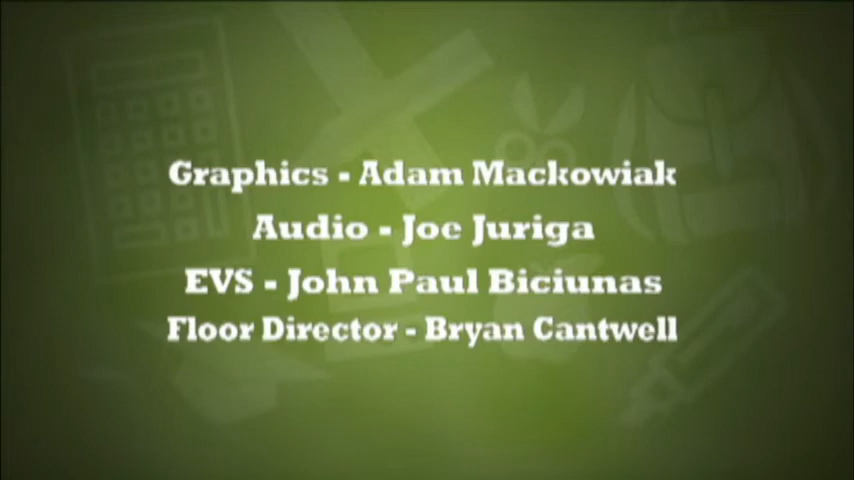 Graphics - Adam Mackowiak
Audio - Joe Juriga
EVS - John Paul Biciunas
Floor Director - Bryan Cantwell